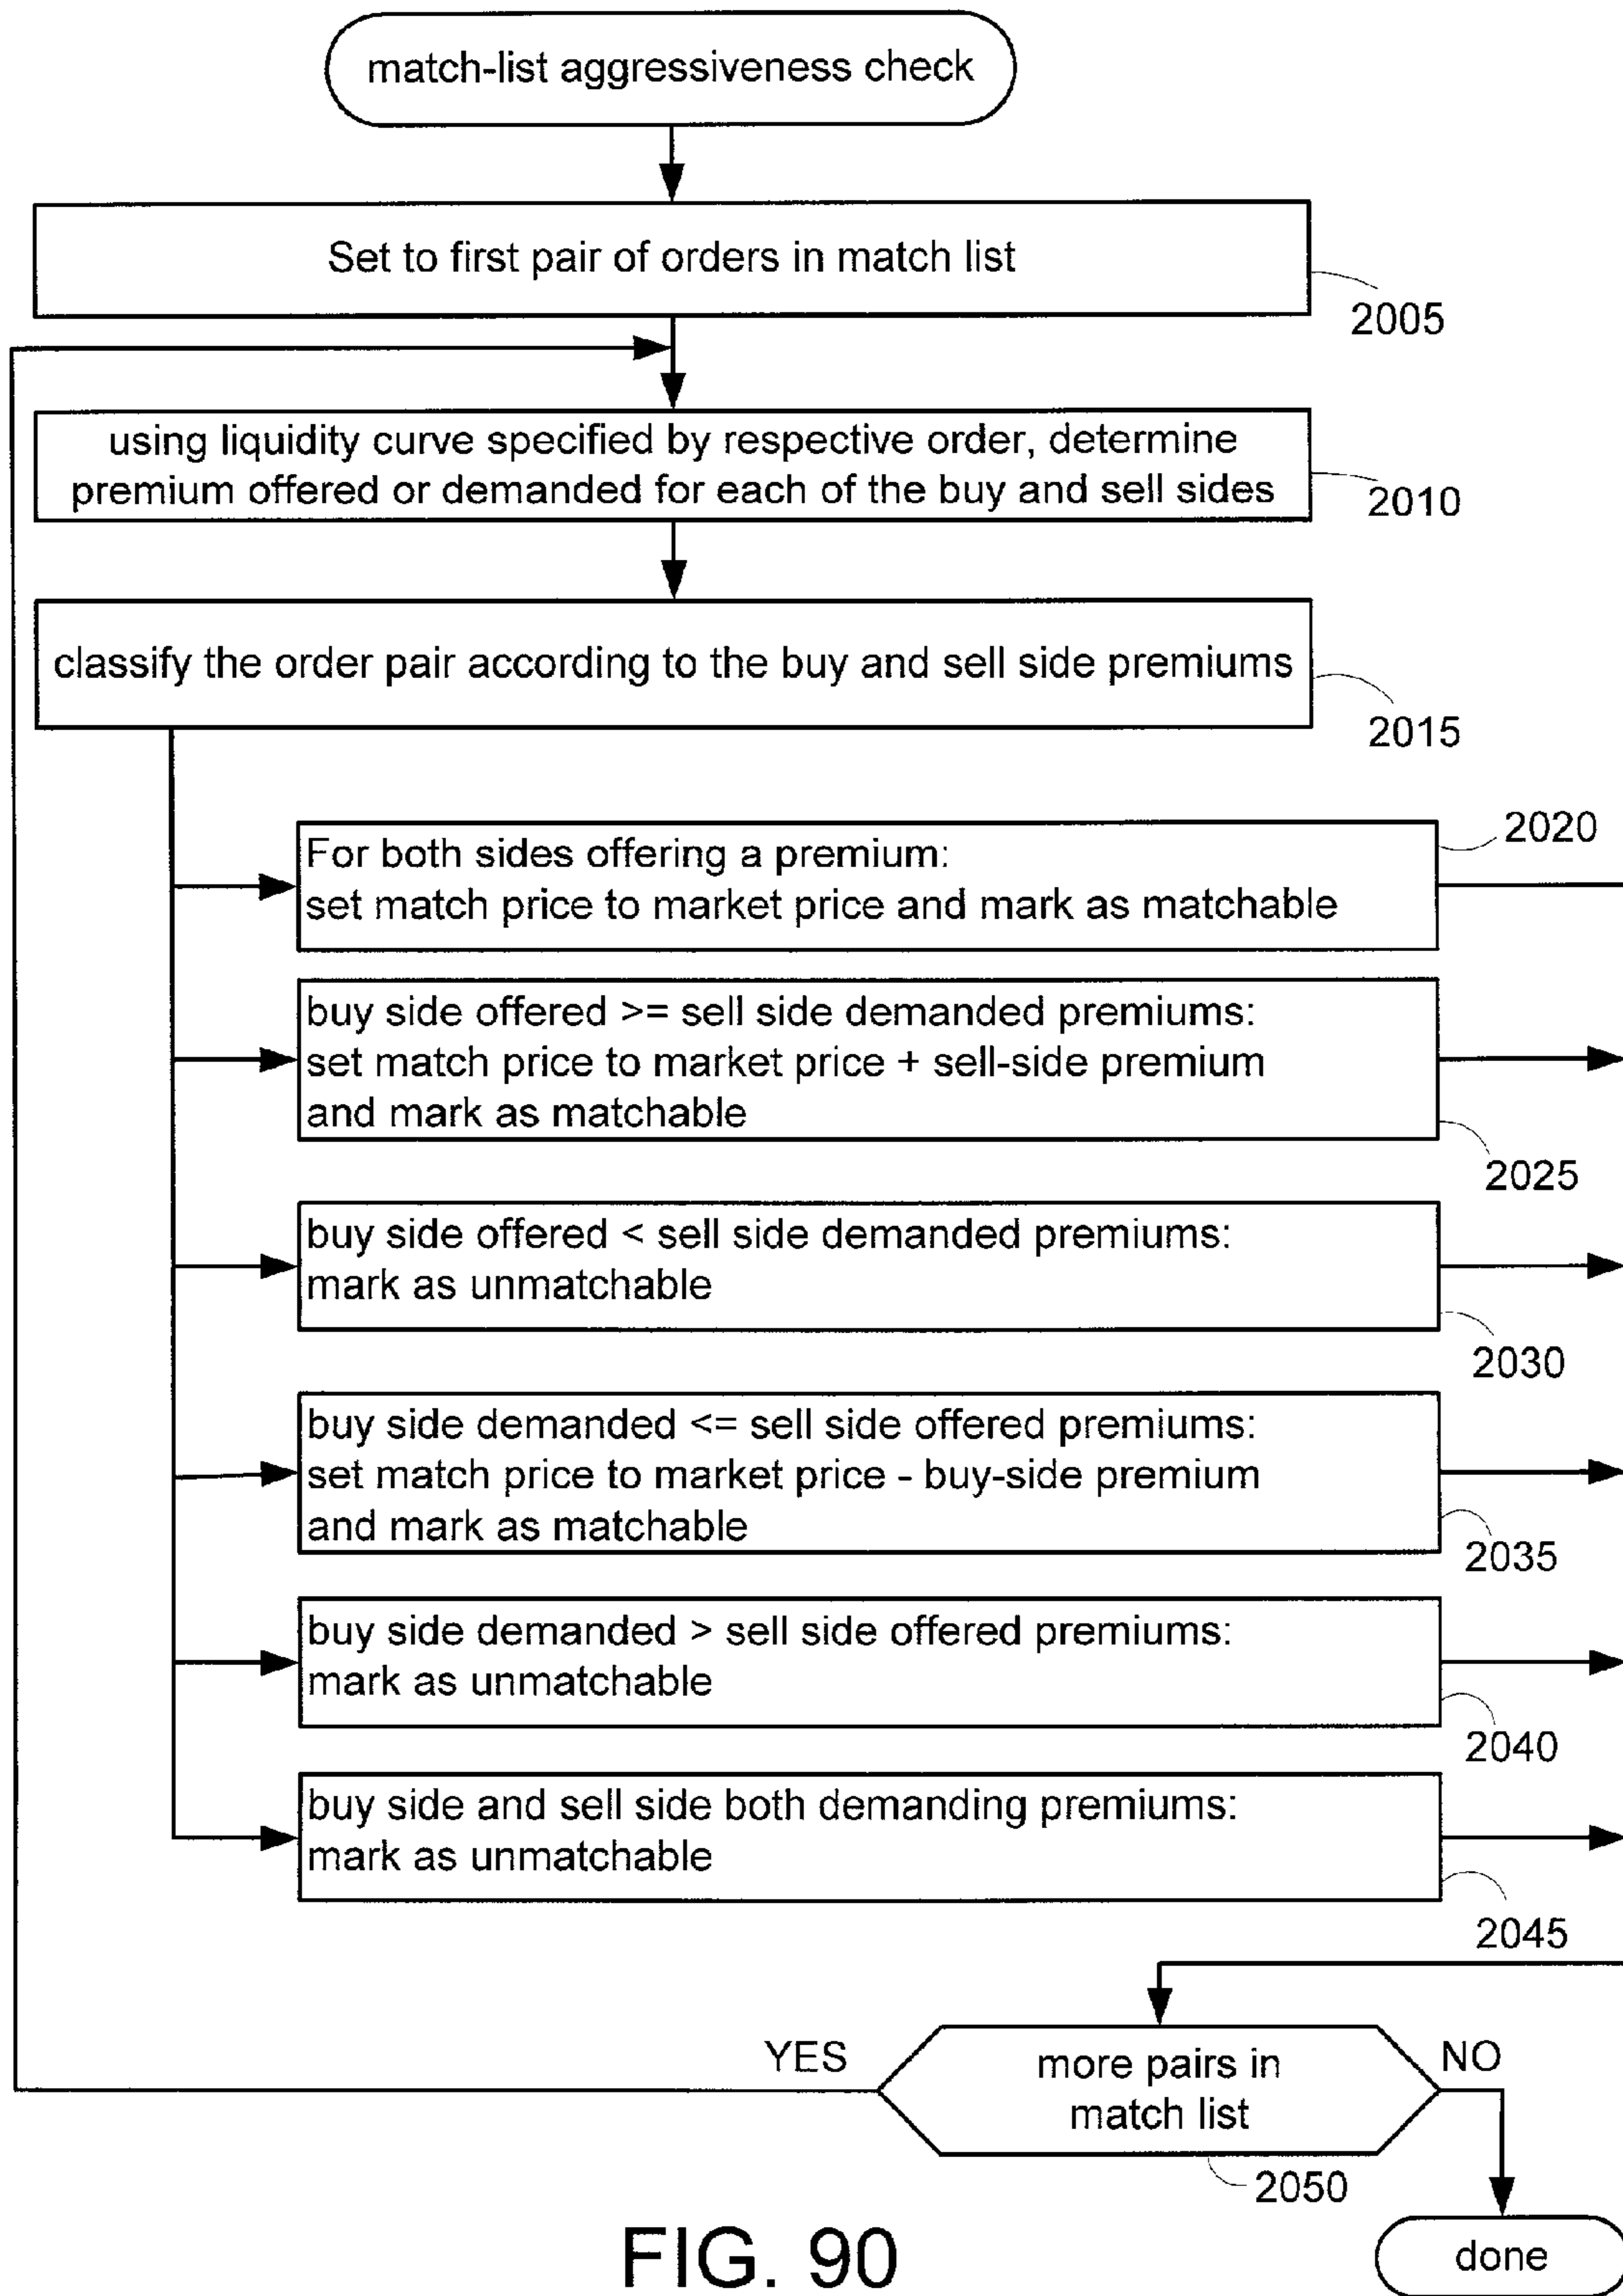 match-list aggressiveness check
Set to first pair of orders in match list
2005
using liquidity curve specified by respective order, determine
premium offered or demanded for each of the buy and sell sides
2010
classify the order pair according to the buy and sell side premiums
2015
2020
For both sides offering a premium:
set match price to market price and mark as matchable
buy side offered >= sell side demanded premiums:
set match price to market price + sell-side premium
and mark as matchable
2025
buy side offered < sell side demanded premiums:
mark as unmatchable
2030
buy side demanded <= sell side offered premiums:
set match price to market price - buy-side premium
and mark as matchable
2035
buy side demanded > sell side offered premiums:
mark as unmatchable
2040
buy side and sell side both demanding premiums:
mark as unmatchable
2045
YES
more pairs in
match list
NO
2050
done
FIG. 90